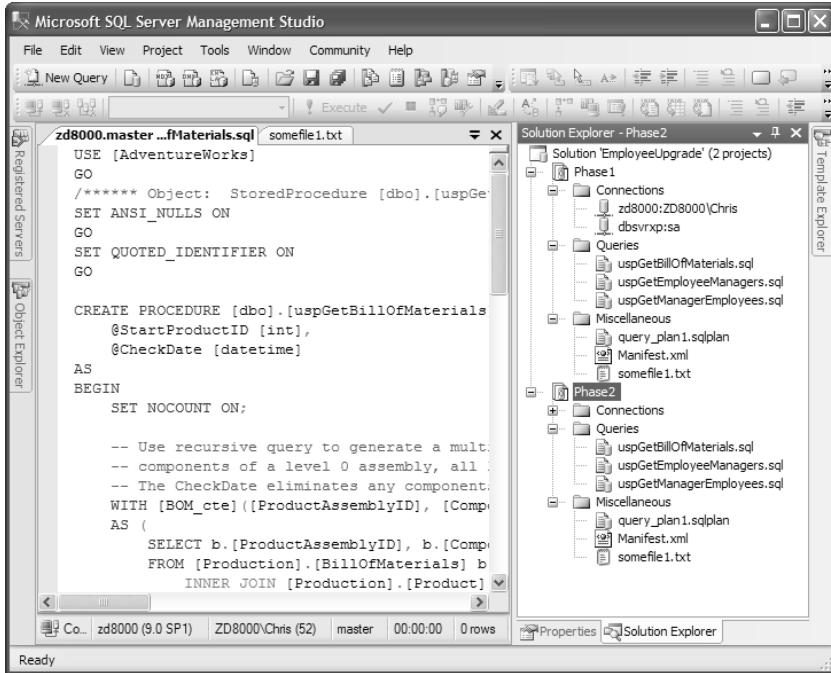 Microsoft SQL Server Management Studio
File Edit View Project Tools Window Community Help
New Query
Execute
Registered Servers
Object Explorer
zd8000.master ...fMaterials.sql somefile1.txt
USE [AdventureWorks]
GO
/****** Object: StoredProcedure [dbo].[uspGe
SET ANSI_NULLS ON
GO
SET QUOTED_IDENTIFIER ON
GO
CREATE PROCEDURE [dbo].[uspGetBillOfMaterials
@StartProductID [int],
@CheckDate [datetime]
AS
BEGIN
SET NOCOUNT ON;
-- Use recursive query to generate a mult
-- components of a level 0 assembly, all
-- The CheckDate eliminates any component
WITH [BOM_cte]([ProductAssemblyID], [Comp
AS (
SELECT b.[ProductAssemblyID], b.[Comp
FROM [Production].[BillOfMaterials] b
INNER JOIN [Production].[Product]
Co... zd8000 (9.0 SP1) ZD8000\Chris (52) master 00:00:00 0 rows
Solution Explorer - Phase2
Solution 'EmployeeUpgrade' (2 projects)
Phase1
Connections
zd8000:ZD8000\Chris
dbsvrxp:sa
Queries
uspGetBillOfMaterials.sql
uspGetEmployeeManagers.sql
uspGetManagerEmployees.sql
Miscellaneous
query_plan1.sqlplan
Manifest.xml
somefile1.txt
Phase2
Connections
Queries
uspGetBillOfMaterials.sql
uspGetEmployeeManagers.sql
uspGetManagerEmployees.sql
Miscellaneous
query_plan1.sqlplan
Manifest.xml
somefile1.txt
Properties Solution Explorer
Template Explorer
Ready